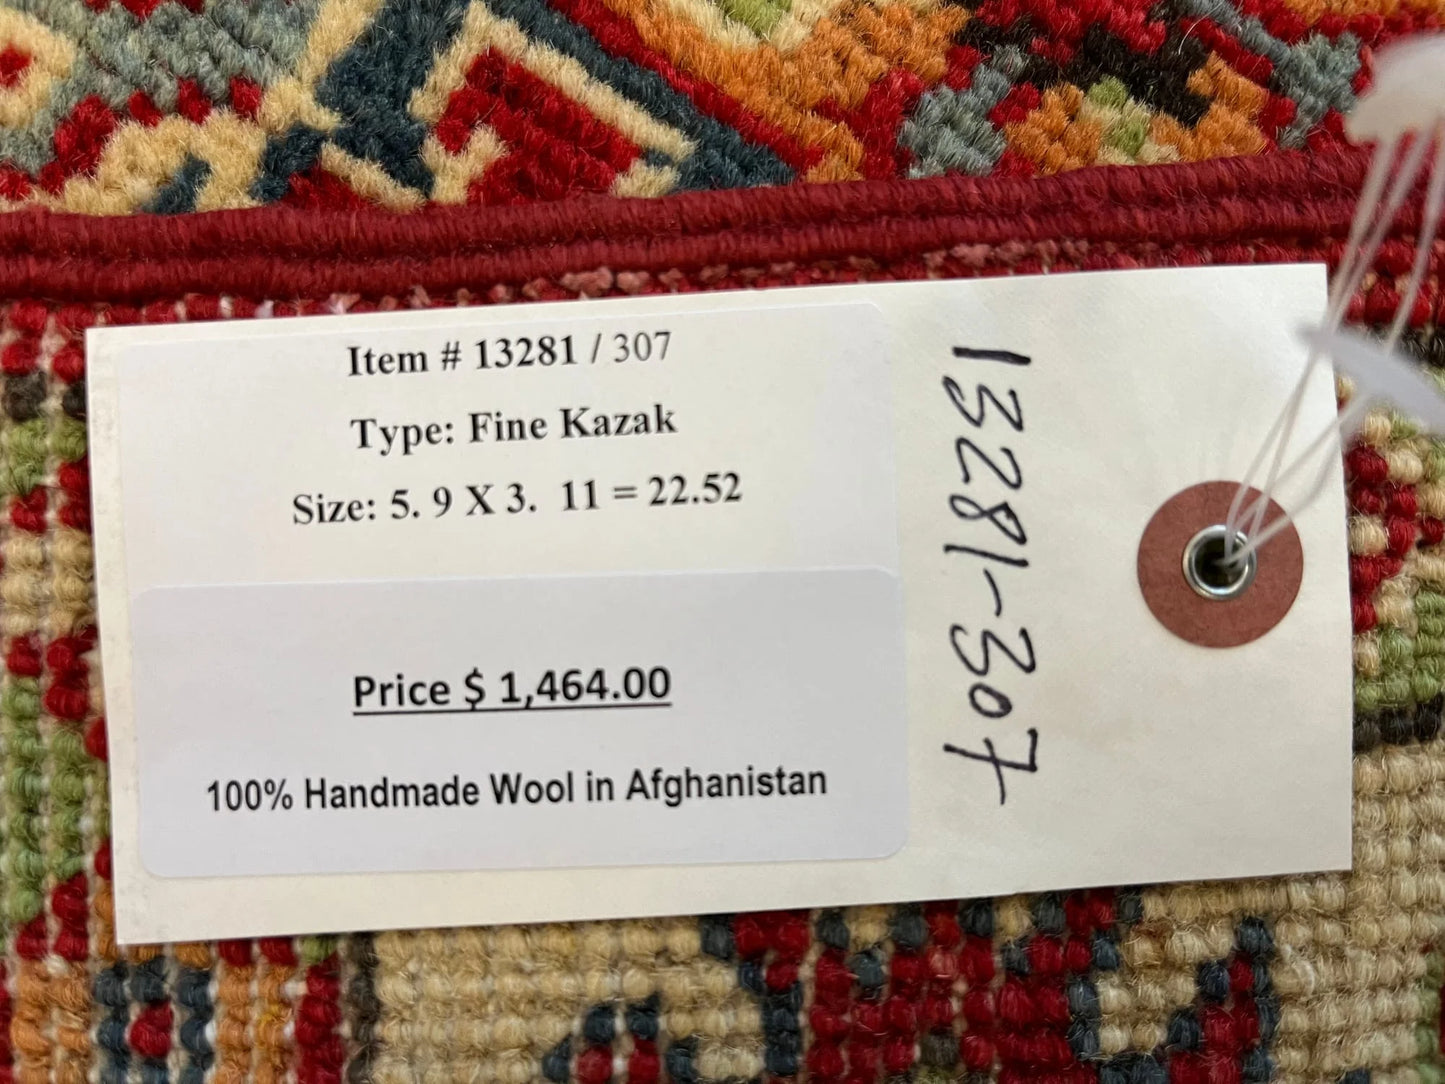 Item # 13281 / 307
Type: Fine Kazak
Size: 5. 9 X 3.  11 = 22.52
Price $ 1,464.00
100% Handmade Wool in Afghanistan
13281-307